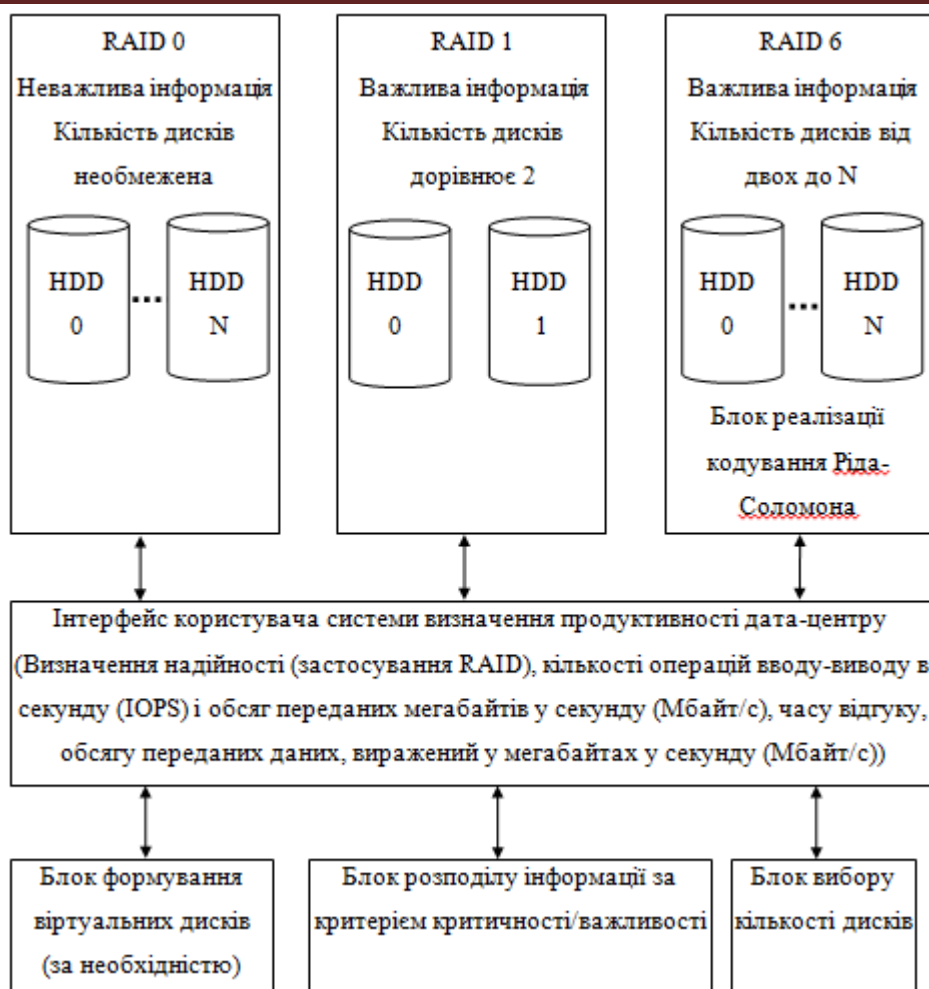 RAID 0
Неважлива інформація
Кількість дисків
необмежена
HDD
0
...
HDD
N
RAID 1
Важлива інформація
Кількість дисків
дорівнює 2
HDD
0
HDD
1
RAID 6
Важлива інформація
Кількість дисків від
двох до N
HDD
0
...
HDD
N
Блок реалізації
кодування Ріда-
Соломона
Інтерфейс користувача системи визначення продуктивності дата-центру
(Визначення надійності (застосування RAID), кількості операцій вводу-виводу в
секунду (IOPS) і обсяг переданих мегабайтів у секунду (Мбайт/с), часу відгуку,
обсягу переданих даних, виражений у мегабайтах у секунду (Мбайт/с))
Блок формування
віртуальних дисків
(за необхідністю)
Блок розподілу інформації за
критерієм критичності/важливості
Блок вибору
кількості дисків